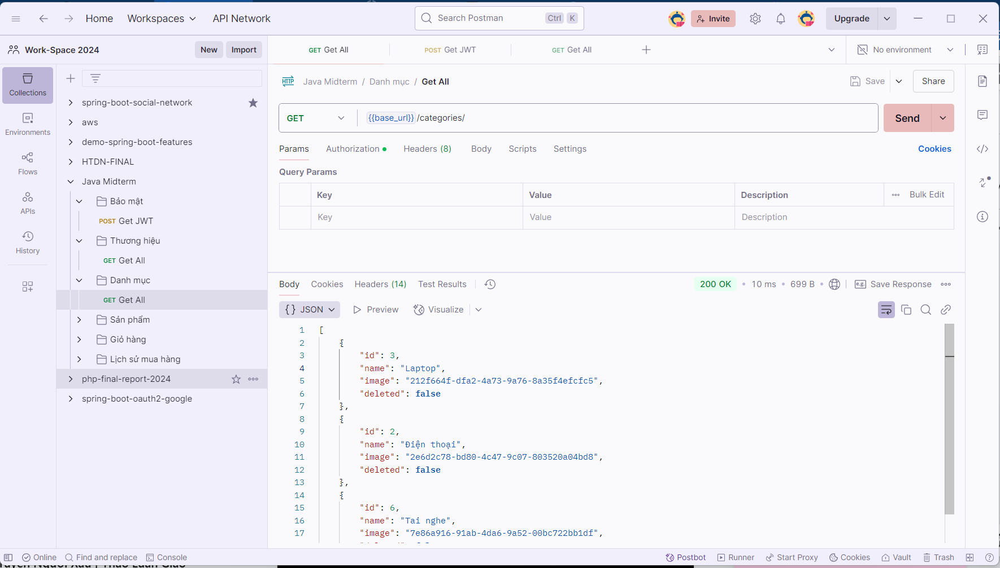 Home Workspaces API Network Search Postman Ctrl K Invite Upgrade
Work-Space 2024 New Import GET Get All POST Get JWT GET Get All No environment
Collections
Environments
Flows
APIs
History
spring-boot-social-network
aws
demo-spring-boot-features
HTDN-FINAL
Java Midterm
Bảo mật
POST Get JWT
Thương hiệu
GET Get All
Danh mục
GET Get All
Sản phẩm
Giỏ hàng
Lịch sử mua hàng
php-final-report-2024
spring-boot-oauth2-google
HTTP Java Midterm / Danh mục / Get All Save Share
GET {{base_url}}/categories/ Send
Params Authorization Headers (8) Body Scripts Settings Cookies
Query Params
Key Value Description Bulk Edit
Key Value Description
Body Cookies Headers (14) Test Results 200 OK 10 ms 699 B e.g. Save Response
{} JSON Preview Visualize
1 [
2 {
3 "id": 3,
4 "name": "Laptop",
5 "image": "212f664f-dfa2-4a73-9a76-8a35f4efcfc5",
6 "deleted": false
7 },
8 {
9 "id": 2,
10 "name": "Điện thoại",
11 "image": "2e6d2c78-bd80-4c47-9c07-803520a04bd8",
12 "deleted": false
13 },
14 {
15 "id": 6,
16 "name": "Tai nghe",
17 "image": "7e86a916-91ab-4da6-9a52-00bc722bb1df",
Online Find and replace Console Postbot Runner Start Proxy Cookies Vault Trash